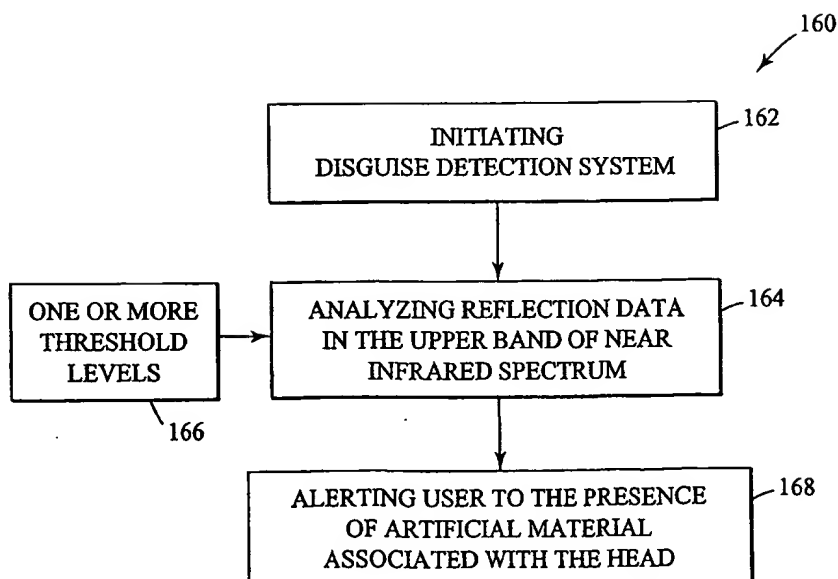 160
INITIATING
DISGUISE DETECTION SYSTEM
162
ONE OR MORE
THRESHOLD
LEVELS
166
ANALYZING REFLECTION DATA
IN THE UPPER BAND OF NEAR
INFRARED SPECTRUM
164
ALERTING USER TO THE PRESENCE
OF ARTIFICIAL MATERIAL
ASSOCIATED WITH THE HEAD
168